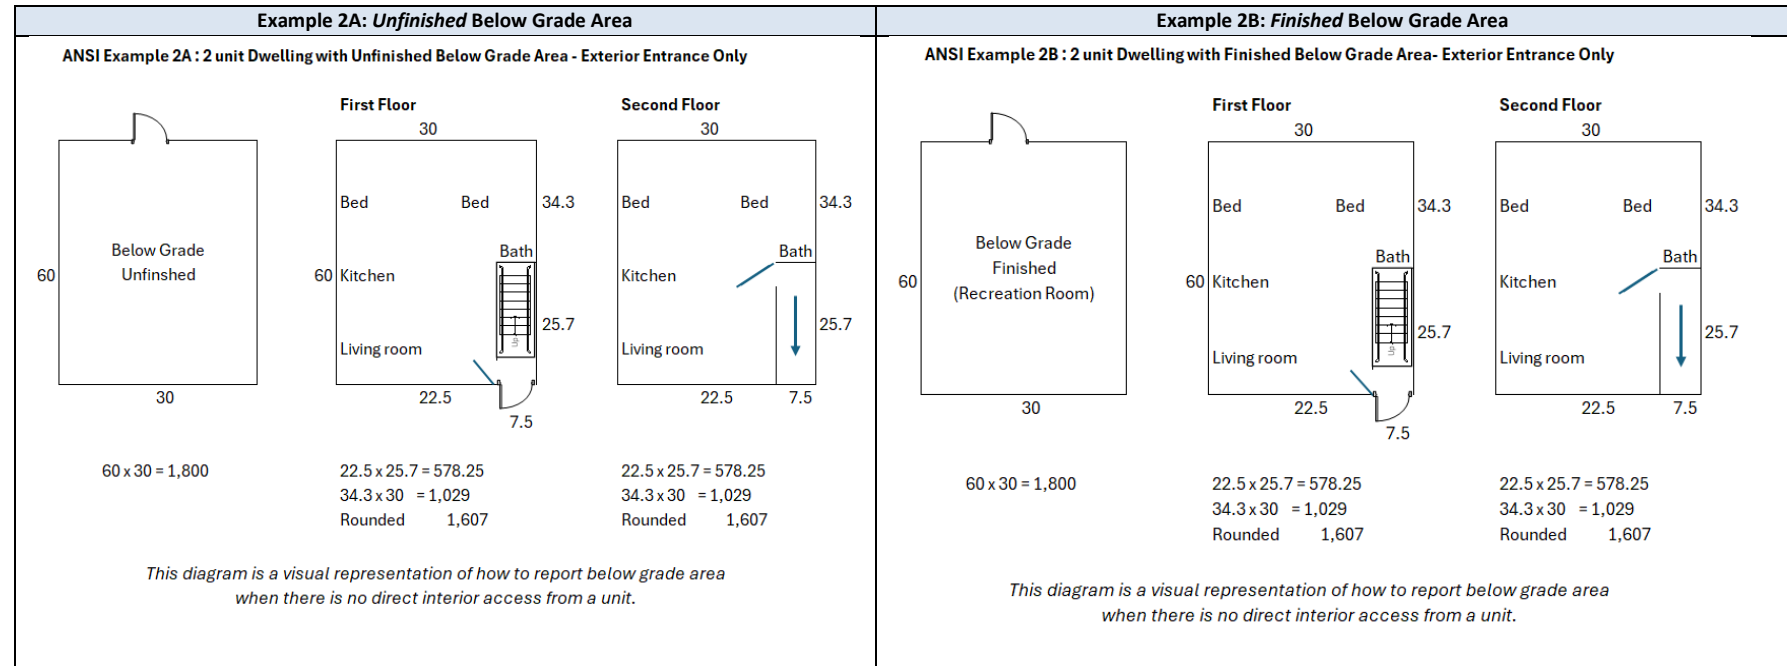 Example 2A: Unfinished Below Grade Area
ANSI Example 2A : 2 unit Dwelling with Unfinished Below Grade Area - Exterior Entrance Only
First Floor
Second Floor
30
30
Bed
Bed
34.3
Bed
Bed
34.3
Below Grade
Unfinshed
Bath
Bath
60
60
Kitchen
Kitchen
Up
25.7
25.7
Living room
Living room
30
22.5
7.5
22.5
7.5
60 x 30 = 1,800
22.5 x 25.7 = 578.25
34.3 x 30 = 1,029
Rounded 1,607
22.5 x 25.7 = 578.25
34.3 x 30 = 1,029
Rounded 1,607
This diagram is a visual representation of how to report below grade area
when there is no direct interior access from a unit.
Example 2B: Finished Below Grade Area
ANSI Example 2B : 2 unit Dwelling with Finished Below Grade Area- Exterior Entrance Only
First Floor
Second Floor
30
30
Bed
Bed
34.3
Bed
Bed
34.3
Below Grade
Finished
(Recreation Room)
Bath
Bath
60
60
Kitchen
Kitchen
Up
25.7
25.7
Living room
Living room
30
22.5
7.5
22.5
7.5
60 x 30 = 1,800
22.5 x 25.7 = 578.25
34.3 x 30 = 1,029
Rounded 1,607
22.5 x 25.7 = 578.25
34.3 x 30 = 1,029
Rounded 1,607
This diagram is a visual representation of how to report below grade area
when there is no direct interior access from a unit.